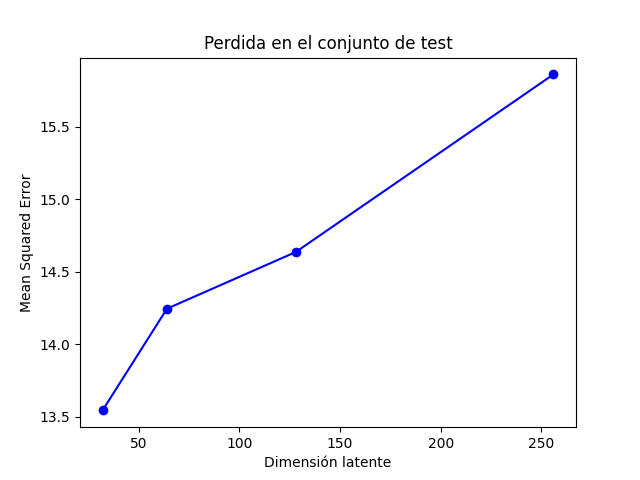 Perdida en el conjunto de test
Mean Squared Error
15.5
15.0
14.5
14.0
13.5
50 100 150 200 250
Dimensión latente